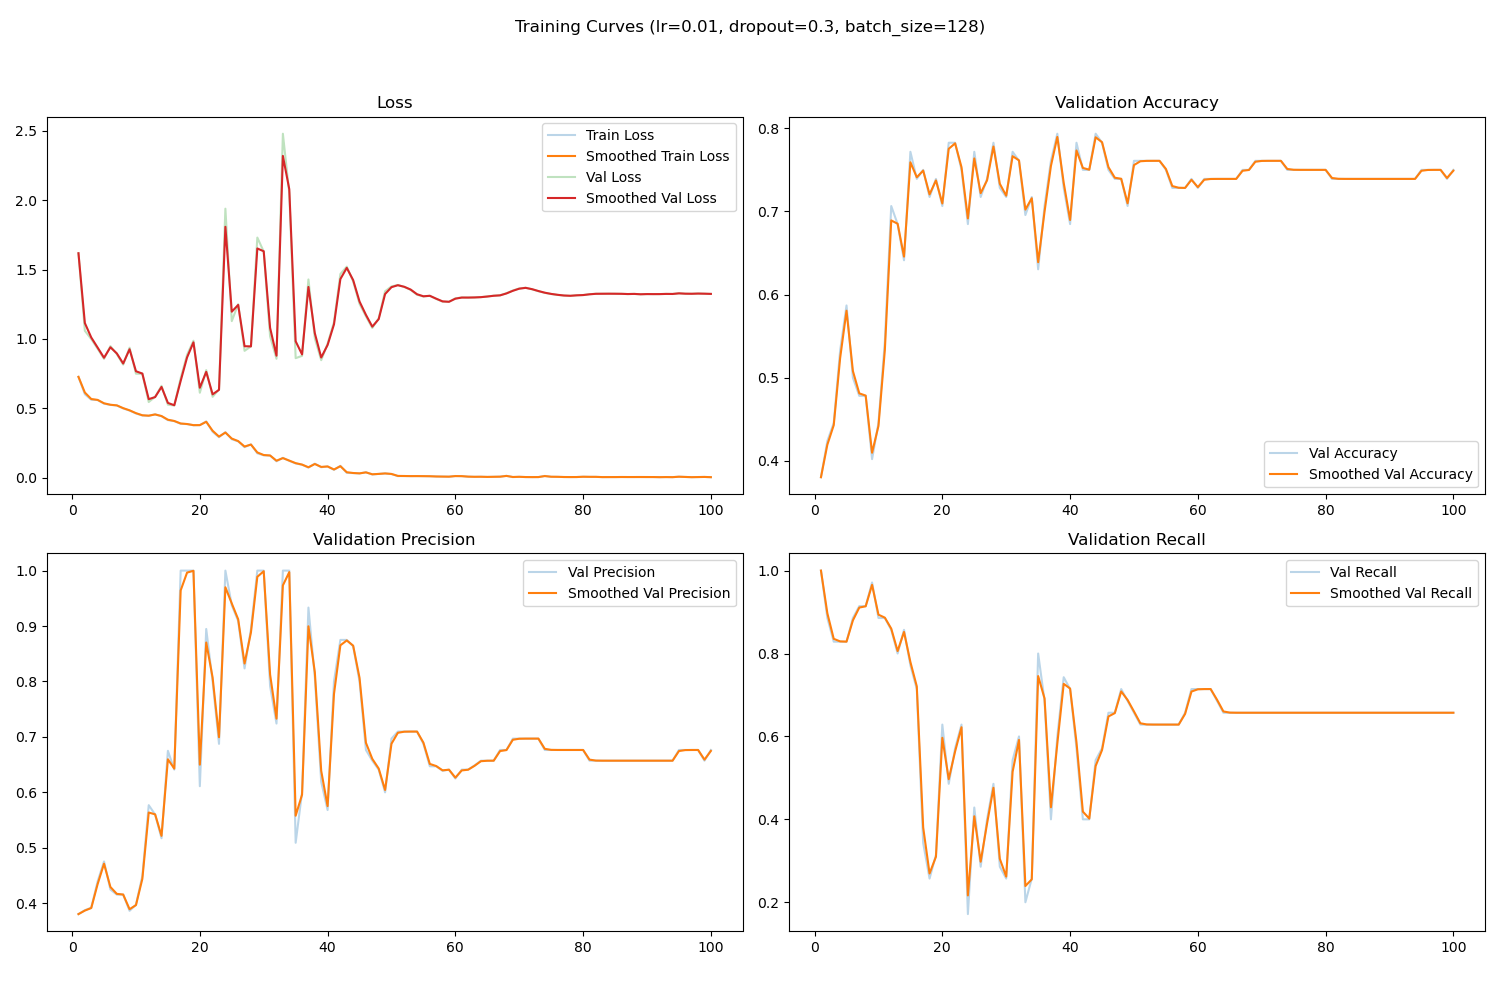 Training Curves (lr=0.01, dropout=0.3, batch_size=128)
Loss
2.5
2.0
1.5
1.0
0.5
0.0
0 20 40 60 80 100
Train Loss
Smoothed Train Loss
Val Loss
Smoothed Val Loss
Validation Accuracy
0.8
0.7
0.6
0.5
0.4
0 20 40 60 80 100
Val Accuracy
Smoothed Val Accuracy
Validation Precision
1.0
0.9
0.8
0.7
0.6
0.5
0.4
0 20 40 60 80 100
Val Precision
Smoothed Val Precision
Validation Recall
1.0
0.8
0.6
0.4
0.2
0 20 40 60 80 100
Val Recall
Smoothed Val Recall